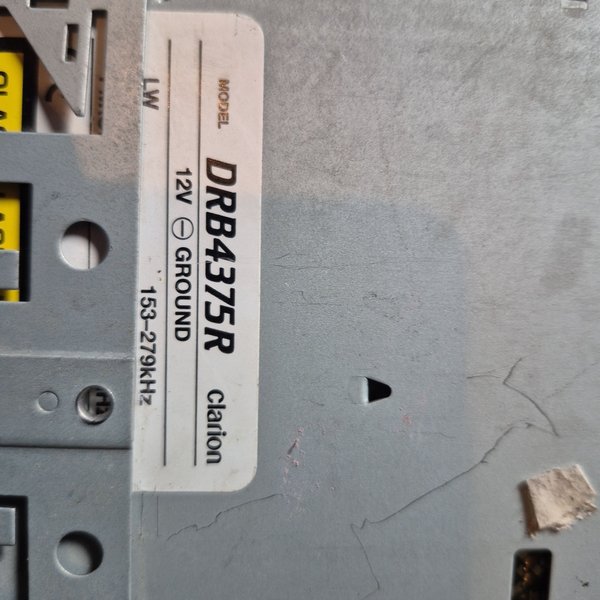 MODEL DRB4375R clarion
12V ⊖ GROUND
LW 153-279kHz